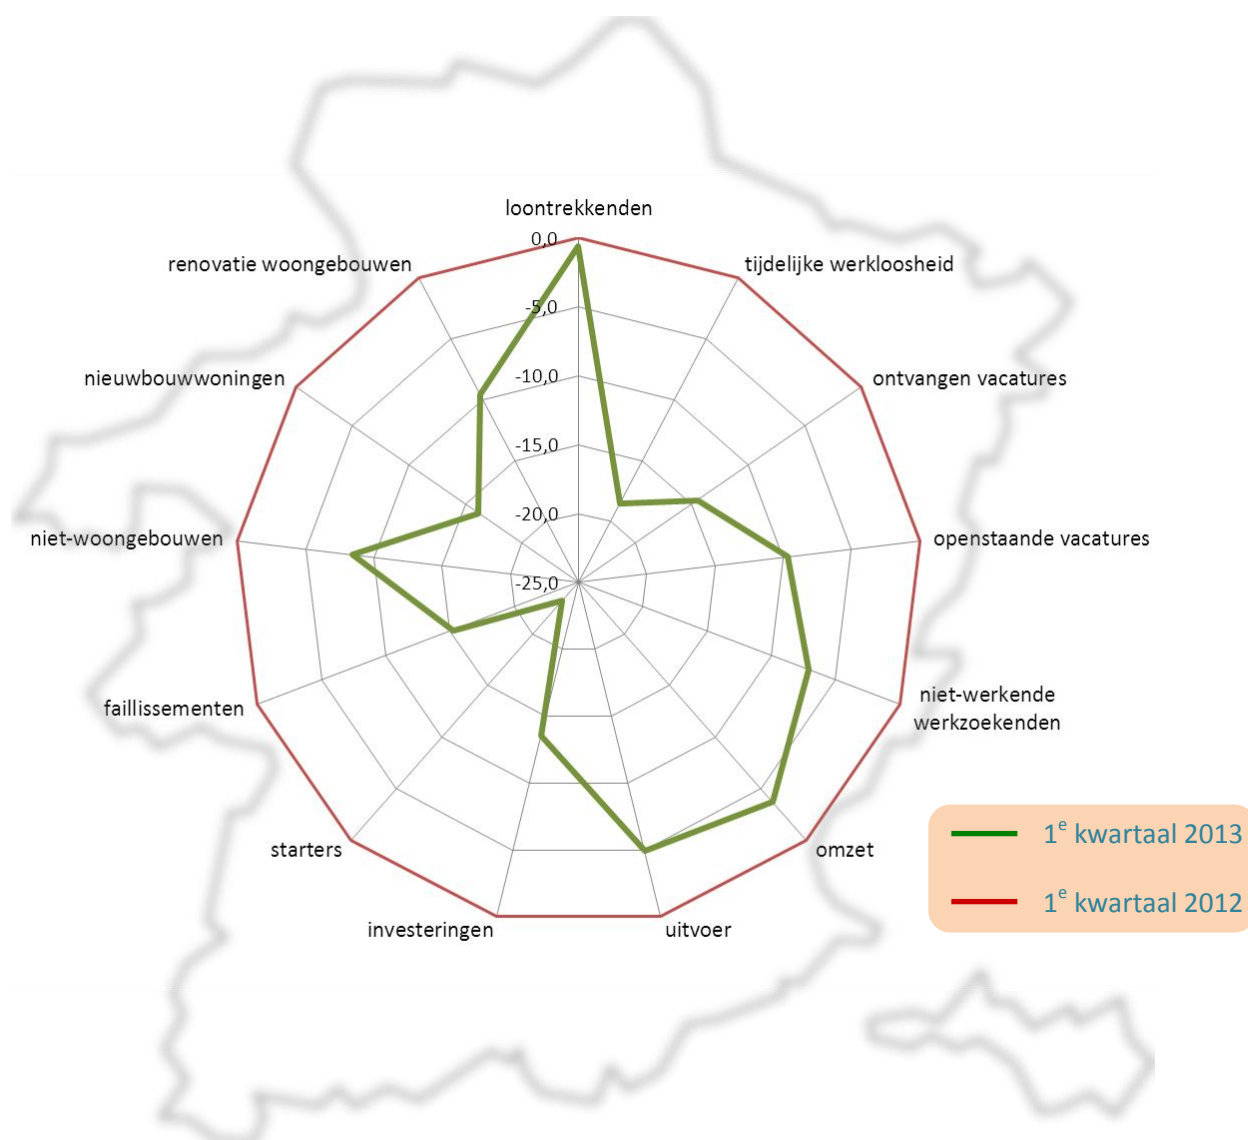 loontrekkenden
0,0
renovatie woongebouwen
tijdelijke werkloosheid
-5,0
nieuwbouwwoningen
-10,0
ontvangen vacatures
-15,0
-20,0
niet-woongebouwen
openstaande vacatures
-25,0
faillissementen
niet-werkende
werkzoekenden
starters
omzet
investeringen
uitvoer
1e kwartaal 2013
1e kwartaal 2012